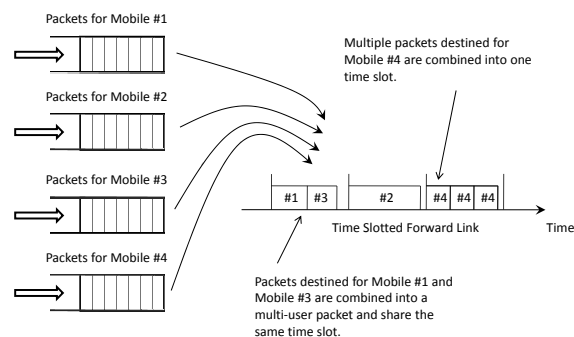 Packets for Mobile #1
Multiple packets destined for
Mobile #4 are combined into one
time slot.
Packets for Mobile #2
Packets for Mobile #3
#1 #3 #2 #4 #4 #4
Time Slotted Forward Link Time
Packets for Mobile #4
Packets destined for Mobile #1 and
Mobile #3 are combined into a
multi-user packet and share the
same time slot.